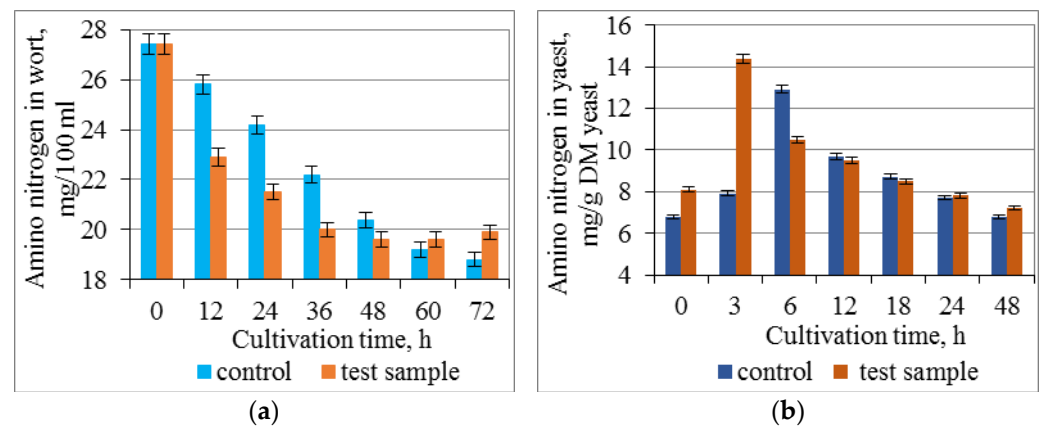 Amino nitrogen in wort,
mg/100 ml
28
26
24
22
20
18
0 12 24 36 48 60 72
Cultivation time, h
control test sample
(a)
Amino nitrogen in yaest,
mg/g DM yeast
16
14
12
10
8
6
4
0 3 6 12 18 24 48
Cultivation time, h
control test sample
(b)